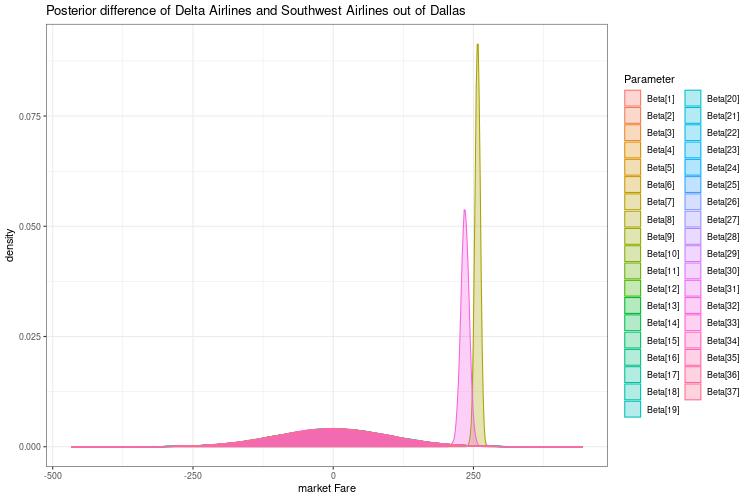 Posterior difference of Delta Airlines and Southwest Airlines out of Dallas
0.075
0.050
0.025
0.000
density
-500
-250
0
250
market Fare
Parameter
Beta[1]
Beta[2]
Beta[3]
Beta[4]
Beta[5]
Beta[6]
Beta[7]
Beta[8]
Beta[9]
Beta[10]
Beta[11]
Beta[12]
Beta[13]
Beta[14]
Beta[15]
Beta[16]
Beta[17]
Beta[18]
Beta[19]
Beta[20]
Beta[21]
Beta[22]
Beta[23]
Beta[24]
Beta[25]
Beta[26]
Beta[27]
Beta[28]
Beta[29]
Beta[30]
Beta[31]
Beta[32]
Beta[33]
Beta[34]
Beta[35]
Beta[36]
Beta[37]